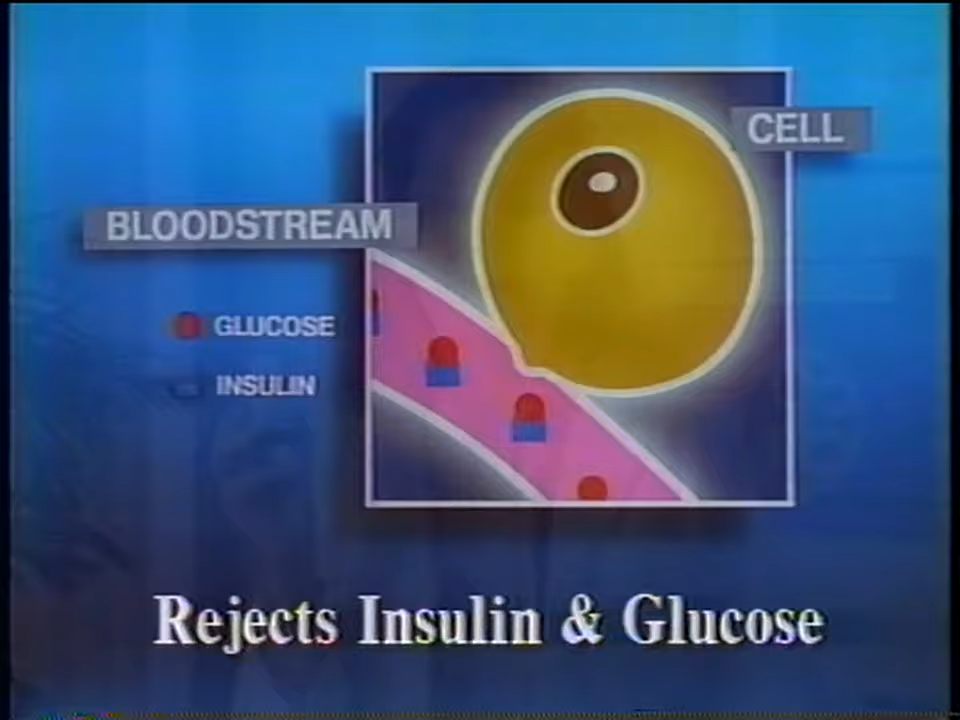 CELL
BLOODSTREAM
GLUCOSE
INSULIN
Rejects Insulin & Glucose